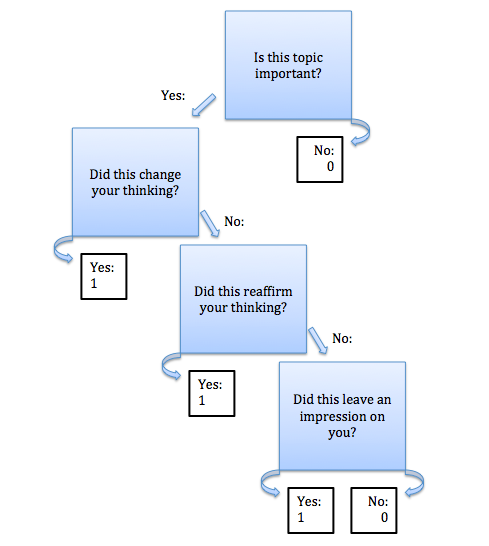 Is this topic
important?
Yes:
No:
0
Did this change
your thinking?
No:
Yes:
1
Did this reaffirm
your thinking?
No:
Yes:
1
Did this leave an
impression on
you?
Yes:
1
No:
0